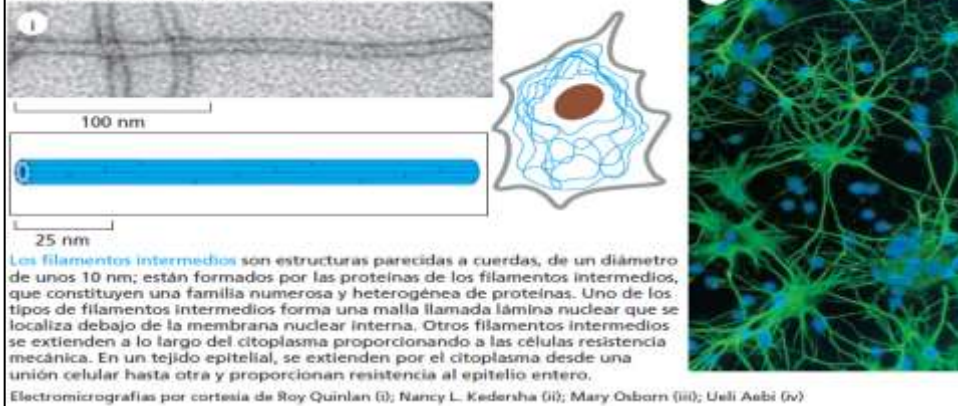 i
100 nm
25 nm
Los filamentos intermedios son estructuras parecidas a cuerdas, de un diámetro
de unos 10 nm; están formados por las proteínas de los filamentos intermedios,
que constituyen una familia numerosa y heterogénea de proteínas. Uno de los
tipos de filamentos intermedios forma una malla llamada lámina nuclear que se
localiza debajo de la membrana nuclear interna. Otros filamentos intermedios
se extienden a lo largo del citoplasma proporcionando a las células resistencia
mecánica. En un tejido epitelial, se extienden por el citoplasma desde una
unión celular hasta otra y proporcionan resistencia al epitelio entero.
Electromicrografías por cortesía de Roy Quinlan (i); Nancy L. Kedersha (ii); Mary Osborn (iii); Ueli Aebi (iv)